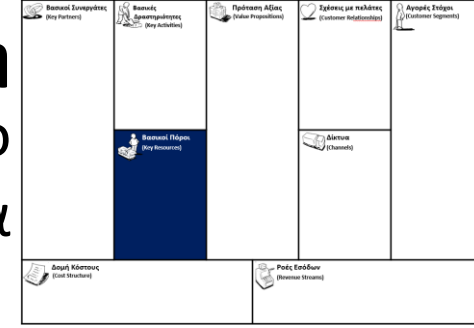 Βασικοί Συνεργάτες
(Key Partners)
Βασικές
Δραστηριότητες
(Key Activities)
Πρόταση Αξίας
(Value Propositions)
Σχέσεις με πελάτες
(Customer Relationships)
Αγορές Στόχοι
(Customer Segments)
Βασικοί Πόροι
(Key Resources)
Δίκτυα
(Channels)
Δομή Κόστους
(Cost Structure)
Ροές Εσόδων
(Revenue Streams)